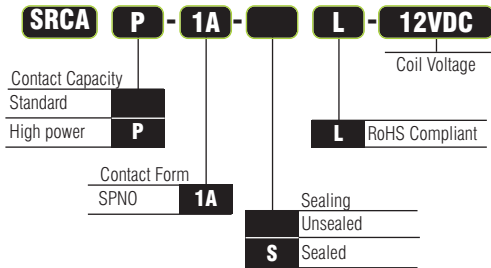 SRCA P - 1A - L - 12VDC
Coil Voltage
Contact Capacity
Standard
High power P
L RoHS Compliant
Contact Form
SPNO 1A
Sealing
Unsealed
S Sealed